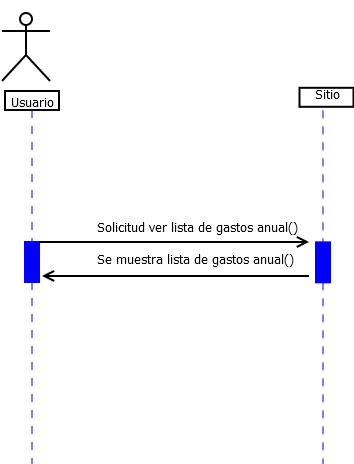 Usuario
Sitio
Solicitud ver lista de gastos anual()
Se muestra lista de gastos anual()